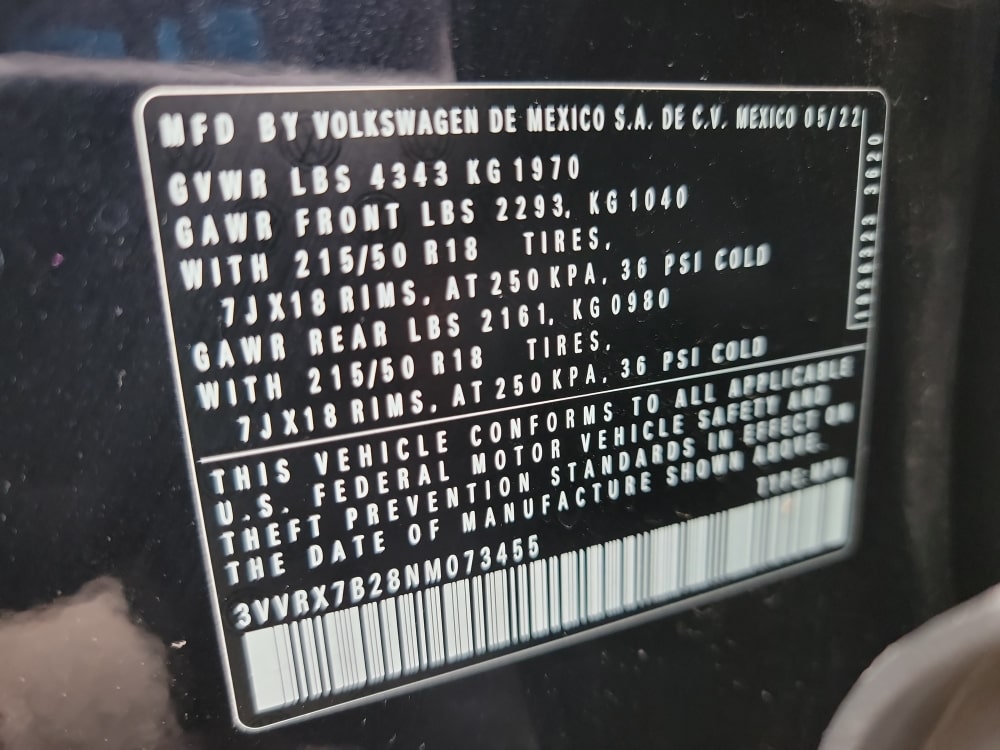 MFD BY VOLKSWAGEN DE MEXICO S.A. DE C.V. MEXICO 05/22
GVWR LBS 4343 KG 1970
GAWR FRONT LBS 2293, KG 1040
WITH 215/50 R18 TIRES,
7JX18 RIMS, AT 250 KPA, 36 PSI COLD
GAWR REAR LBS 2161, KG 0980
WITH 215/50 R18 TIRES,
7JX18 RIMS, AT 250 KPA, 36 PSI COLD
THIS VEHICLE CONFORMS TO ALL APPLICABLE
U.S. FEDERAL MOTOR VEHICLE SAFETY AND
THEFT PREVENTION STANDARDS IN EFFECT ON
THE DATE OF MANUFACTURE SHOWN ABOVE.
TYPE: MPV
3VVRX7B28NM073455